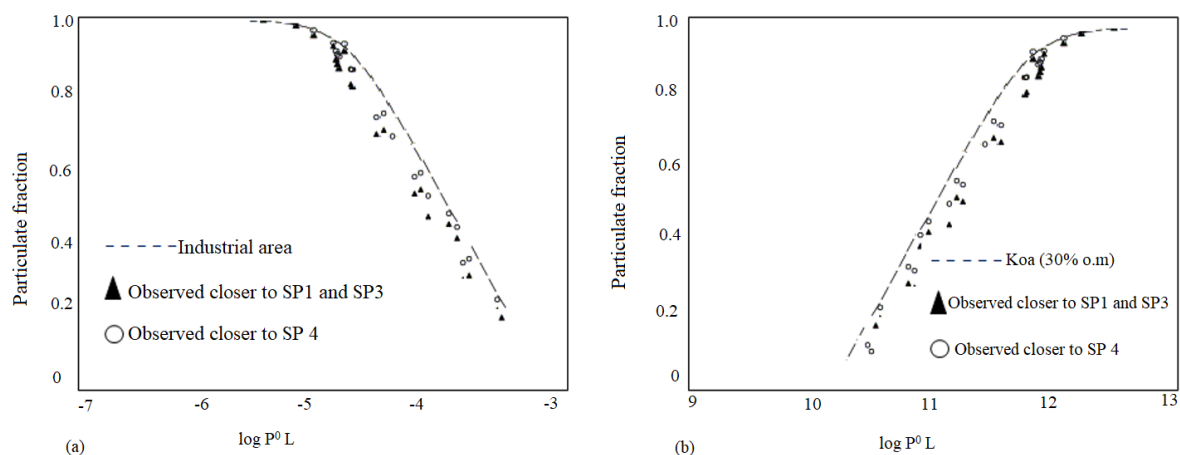 1.0
0.8
0.6
0.4
0.2
0
Particulate fraction
Industrial area
Observed closer to SP1 and SP3
Observed closer to SP 4
-7 -6 -5 -4 -3
log P⁰ L
(a)
1.0
0.8
0.6
0.4
0.2
0
Particulate fraction
Koa (30% o.m)
Observed closer to SP1 and SP3
Observed closer to SP 4
9 10 11 12 13
log P⁰ L
(b)